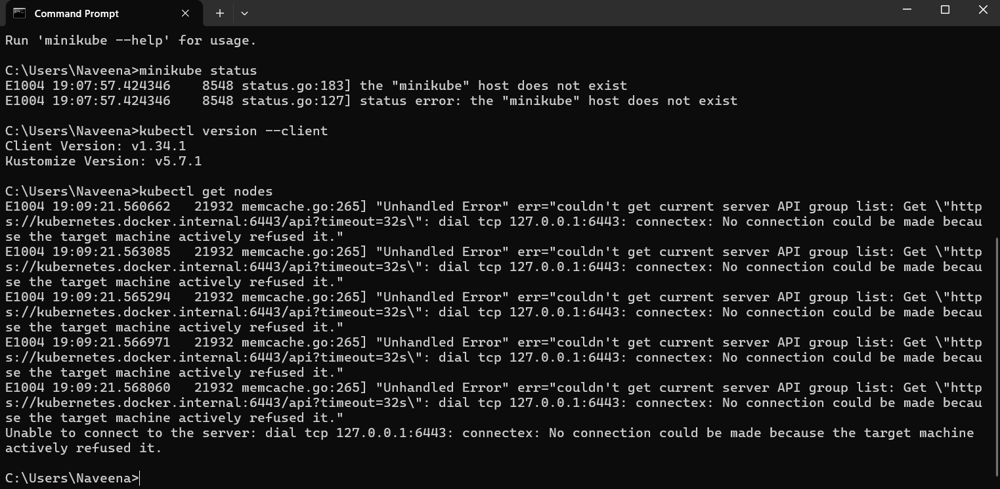 Command Prompt
Run 'minikube --help' for usage.
C:\Users\Naveena>minikube status
E1004 19:07:57.424346    8548 status.go:183] the "minikube" host does not exist
E1004 19:07:57.424346    8548 status.go:127] status error: the "minikube" host does not exist
C:\Users\Naveena>kubectl version --client
Client Version: v1.34.1
Kustomize Version: v5.7.1
C:\Users\Naveena>kubectl get nodes
E1004 19:09:21.560662   21932 memcache.go:265] "Unhandled Error" err="couldn't get current server API group list: Get \"http
s://kubernetes.docker.internal:6443/api?timeout=32s\": dial tcp 127.0.0.1:6443: connectex: No connection could be made becau
se the target machine actively refused it."
E1004 19:09:21.563085   21932 memcache.go:265] "Unhandled Error" err="couldn't get current server API group list: Get \"http
s://kubernetes.docker.internal:6443/api?timeout=32s\": dial tcp 127.0.0.1:6443: connectex: No connection could be made becau
se the target machine actively refused it."
E1004 19:09:21.565294   21932 memcache.go:265] "Unhandled Error" err="couldn't get current server API group list: Get \"http
s://kubernetes.docker.internal:6443/api?timeout=32s\": dial tcp 127.0.0.1:6443: connectex: No connection could be made becau
se the target machine actively refused it."
E1004 19:09:21.566971   21932 memcache.go:265] "Unhandled Error" err="couldn't get current server API group list: Get \"http
s://kubernetes.docker.internal:6443/api?timeout=32s\": dial tcp 127.0.0.1:6443: connectex: No connection could be made becau
se the target machine actively refused it."
E1004 19:09:21.568060   21932 memcache.go:265] "Unhandled Error" err="couldn't get current server API group list: Get \"http
s://kubernetes.docker.internal:6443/api?timeout=32s\": dial tcp 127.0.0.1:6443: connectex: No connection could be made becau
se the target machine actively refused it."
Unable to connect to the server: dial tcp 127.0.0.1:6443: connectex: No connection could be made because the target machine
actively refused it.
C:\Users\Naveena>